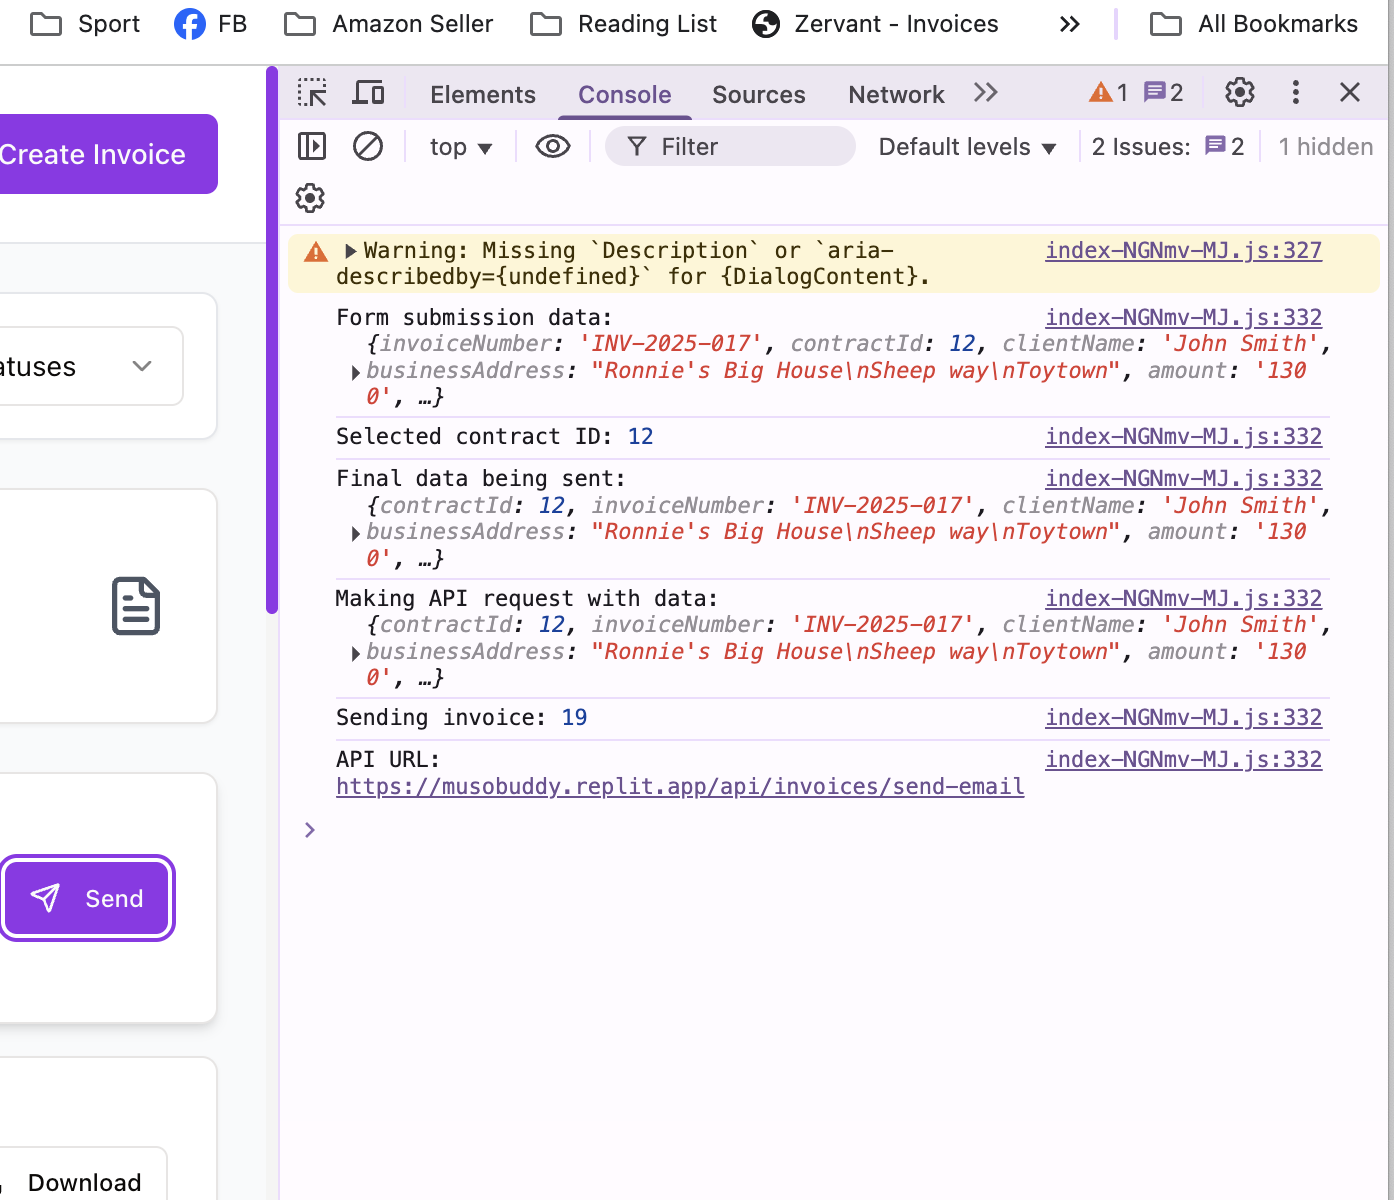 Sport FB Amazon Seller Reading List Zervant - Invoices All Bookmarks
Elements Console Sources Network 1 2
Create Invoice
top Filter Default levels 2 Issues: 2 1 hidden
Warning: Missing `Description` or `aria- index-NGNmv-MJ.js:327
describedby={undefined}` for {DialogContent}.
Form submission data: index-NGNmv-MJ.js:332
{invoiceNumber: 'INV-2025-017', contractId: 12, clientName: 'John Smith',
businessAddress: "Ronnie's Big House\nSheep way\nToytown", amount: '130
0', …}
atuses
Selected contract ID: 12 index-NGNmv-MJ.js:332
Final data being sent: index-NGNmv-MJ.js:332
{contractId: 12, invoiceNumber: 'INV-2025-017', clientName: 'John Smith',
businessAddress: "Ronnie's Big House\nSheep way\nToytown", amount: '130
0', …}
Making API request with data: index-NGNmv-MJ.js:332
{contractId: 12, invoiceNumber: 'INV-2025-017', clientName: 'John Smith',
businessAddress: "Ronnie's Big House\nSheep way\nToytown", amount: '130
0', …}
Sending invoice: 19 index-NGNmv-MJ.js:332
API URL: index-NGNmv-MJ.js:332
https://musobuddy.replit.app/api/invoices/send-email
Send
Download